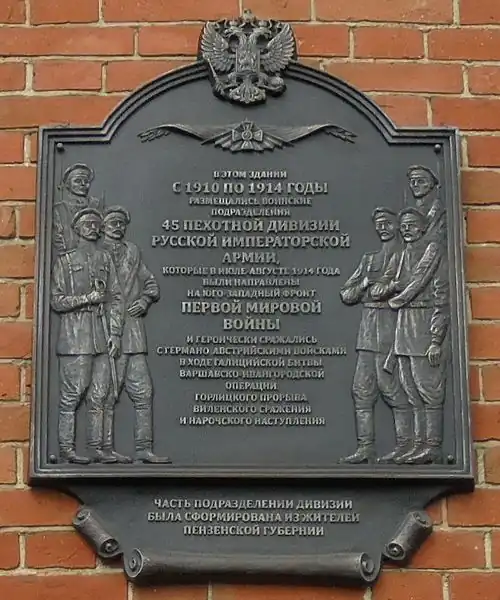 В ЭТОМ ЗДАНИИ
С 1910 ПО 1914 ГОДЫ
РАЗМЕЩАЛИСЬ ВОИНСКИЕ
ПОДРАЗДЕЛЕНИЯ
45 ПЕХОТНОЙ ДИВИЗИИ
РУССКОЙ ИМПЕРАТОРСКОЙ
АРМИИ,
КОТОРЫЕ В ИЮЛЕ-АВГУСТЕ 1914 ГОДА
БЫЛИ НАПРАВЛЕНЫ
НА ЮГО-ЗАПАДНЫЙ ФРОНТ
ПЕРВОЙ МИРОВОЙ
ВОЙНЫ
И ГЕРОИЧЕСКИ СРАЖАЛИСЬ
С ГЕРМАНО АВСТРИЙСКИМИ ВОЙСКАМИ
В ХОДЕ ГАЛИЦИЙСКОЙ БИТВЫ
ВАРШАВСКО-ИВАНГОРОДСКОЙ
ОПЕРАЦИИ
ГОРЛИЦКОГО ПРОРЫВА
ВИЛЕНСКОГО СРАЖЕНИЯ
И НАРОЧСКОГО НАСТУПЛЕНИЯ
ЧАСТЬ ПОДРАЗДЕЛЕНИИ ДИВИЗИИ
БЫЛА СФОРМИРОВАНА ИЗ ЖИТЕЛЕЙ
ПЕНЗЕНСКОЙ ГУБЕРНИИ